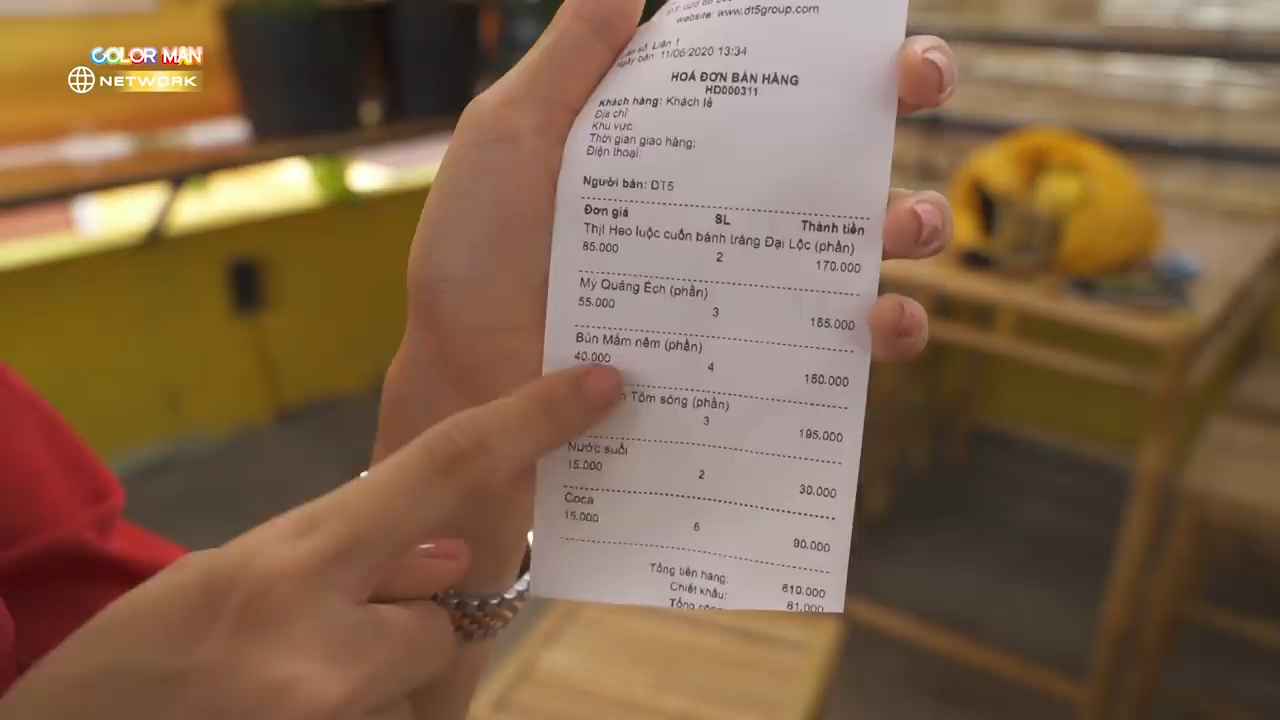 COLOR MAN
NETWORK
website: www.dt5group.com
Liên 1
bán: 11/06/2020 13:34
HOÁ ĐƠN BÁN HÀNG
HD000311
Khách hàng: Khách lẻ
Địa chỉ
Khu vực
Thời gian giao hàng:
Điện thoại:
Người bán: DT5
Đơn giá SL Thành tiền
Thịt Heo luộc cuốn bánh tráng Đại Lộc (phần)
85.000 2 170.000
Mỳ Quảng Ếch (phần)
55.000 3 165.000
Bún Mắm nêm (phần)
40.000 4 160.000
Tôm sóng (phần)
3 195.000
Nước suối
15.000 2 30.000
Coca
15.000 6 90.000
Tổng tiền hàng: 810.000
Chiết khấu: 81.000
Tổng cộng